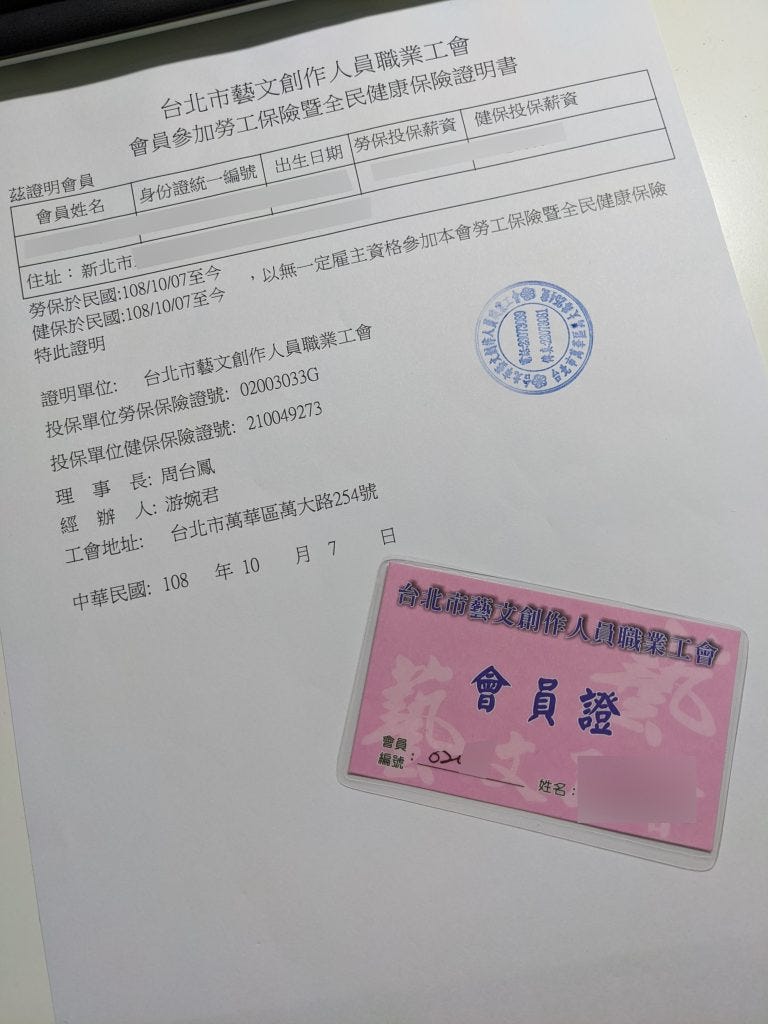 台北市藝文創作人員職業工會
會員參加勞工保險暨全民健康保險證明書
茲證明會員
會員姓名 身份證統一編號 出生日期 勞保投保薪資 健保投保薪資
住址：新北市
勞保於民國:108/10/07至今
健保於民國:108/10/07至今 ，以無一定雇主資格參加本會勞工保險暨全民健康保險
特此證明
證明單位: 台北市藝文創作人員職業工會
投保單位勞保保險證號: 02003033G
投保單位健保保險證號: 210049273
理 事 長: 周台鳳
經 辦 人: 游婉君
工會地址: 台北市萬華區萬大路254號
中華民國: 108 年 10 月 7 日
台北市藝文創作人員職業工會
會員證
會員
編號：02
姓名：